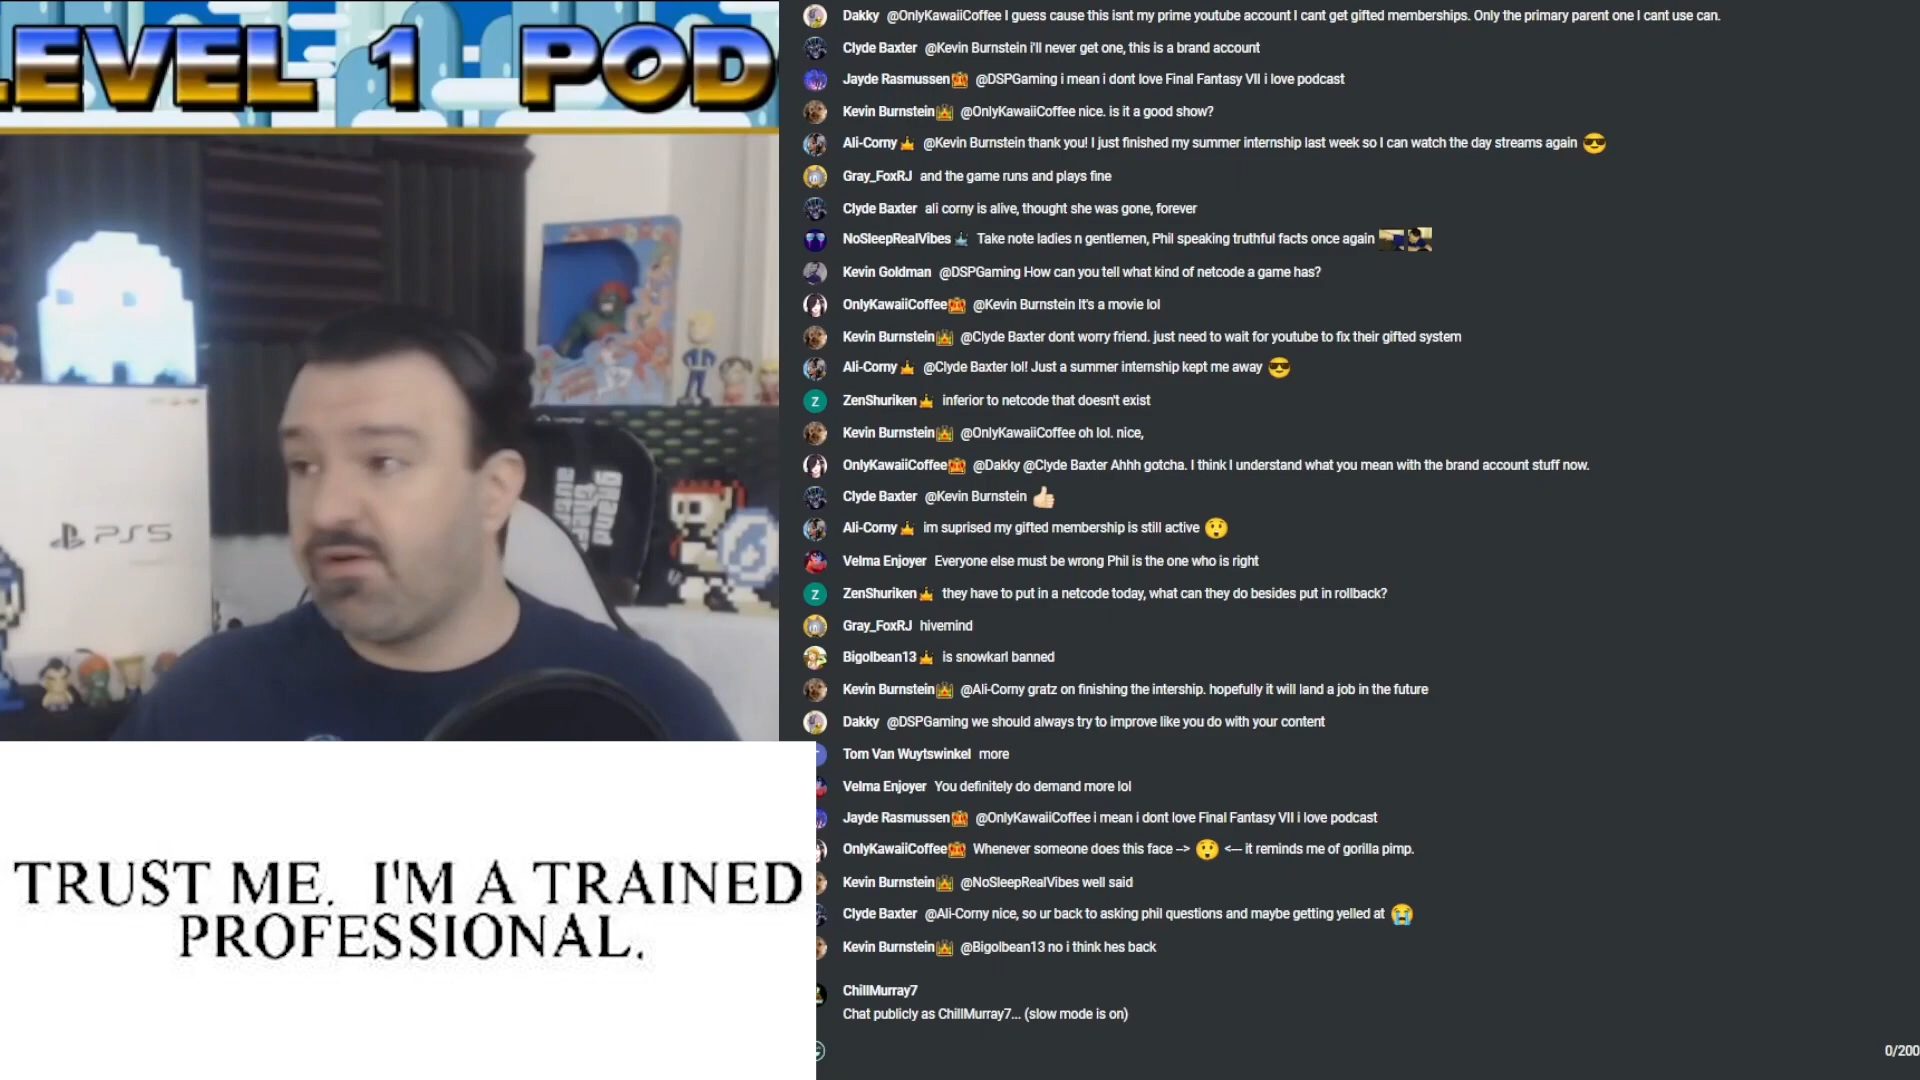 LEVEL 1 POD
PS5
grand
theft
auto
TRUST ME. I'M A TRAINED
PROFESSIONAL.
Dakky @OnlyKawaiiCoffee I guess cause this isnt my prime youtube account I cant get gifted memberships. Only the primary parent one I cant use can.
Clyde Baxter @Kevin Burnstein i'll never get one, this is a brand account
Jayde Rasmussen @DSPGaming i mean i dont love Final Fantasy VII i love podcast
Kevin Burnstein @OnlyKawaiiCoffee nice. is it a good show?
Ali-Corny @Kevin Burnstein thank you! I just finished my summer internship last week so I can watch the day streams again 😎
Gray_FoxRJ and the game runs and plays fine
Clyde Baxter ali corny is alive, thought she was gone, forever
NoSleepRealVibes Take note ladies n gentlemen, Phil speaking truthful facts once again
Kevin Goldman @DSPGaming How can you tell what kind of netcode a game has?
OnlyKawaiiCoffee @Kevin Burnstein It's a movie lol
Kevin Burnstein @Clyde Baxter dont worry friend. just need to wait for youtube to fix their gifted system
Ali-Corny @Clyde Baxter lol! Just a summer internship kept me away 😎
Z ZenShuriken inferior to netcode that doesn't exist
Kevin Burnstein @OnlyKawaiiCoffee oh lol. nice,
OnlyKawaiiCoffee @Dakky @Clyde Baxter Ahhh gotcha. I think I understand what you mean with the brand account stuff now.
Clyde Baxter @Kevin Burnstein 👍🏻
Ali-Corny im suprised my gifted membership is still active 😲
Velma Enjoyer Everyone else must be wrong Phil is the one who is right
Z ZenShuriken they have to put in a netcode today, what can they do besides put in rollback?
Gray_FoxRJ hivemind
Bigolbean13 is snowkarl banned
Kevin Burnstein @Ali-Corny gratz on finishing the intership. hopefully it will land a job in the future
Dakky @DSPGaming we should always try to improve like you do with your content
Tom Van Wuytswinkel more
Velma Enjoyer You definitely do demand more lol
Jayde Rasmussen @OnlyKawaiiCoffee i mean i dont love Final Fantasy VII i love podcast
OnlyKawaiiCoffee Whenever someone does this face --> 😲 <--- it reminds me of gorilla pimp.
Kevin Burnstein @NoSleepRealVibes well said
Clyde Baxter @Ali-Corny nice, so ur back to asking phil questions and maybe getting yelled at 😭
Kevin Burnstein @Bigolbean13 no i think hes back
ChillMurray7
Chat publicly as ChillMurray7... (slow mode is on)
0/200